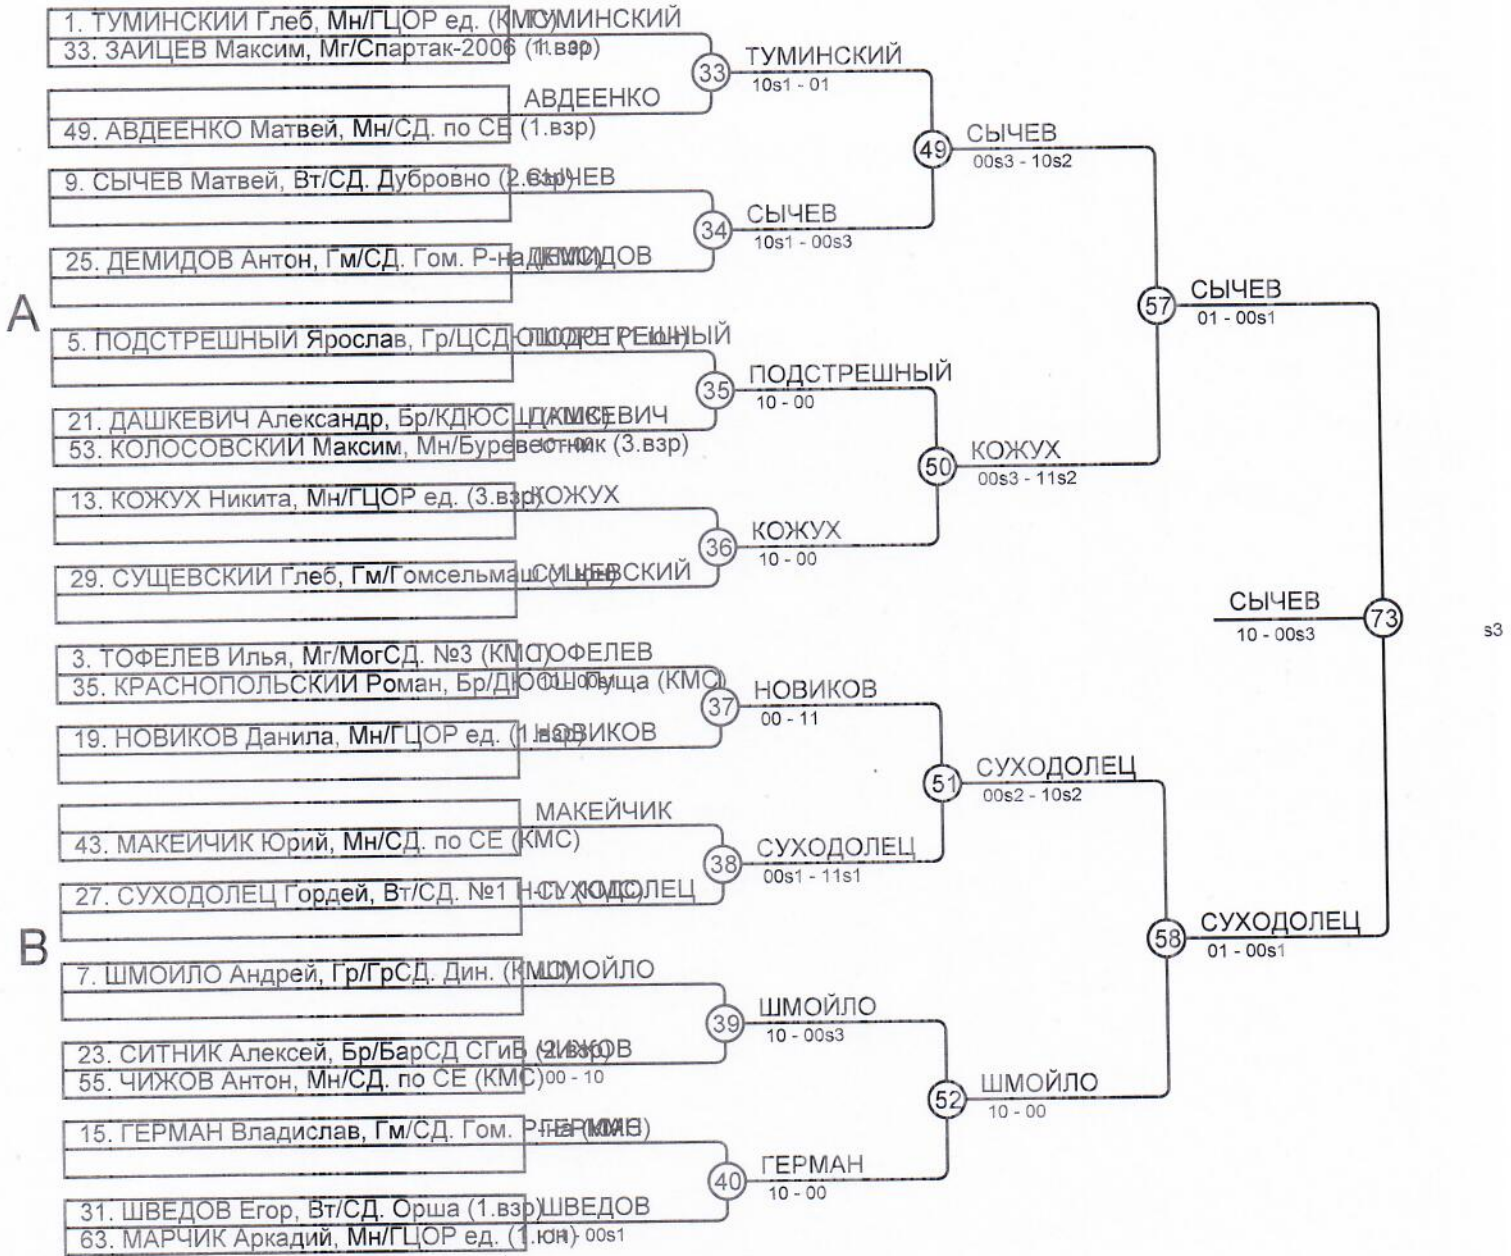 1. ТУМИНСКИЙ Глеб, Мн/ГЦОР ед. (КМС) ТУМИНСКИЙ
33. ЗАЙЦЕВ Максим, Мг/Спартак-2006 (1.взр)
33
ТУМИНСКИЙ
10s1 - 01
АВДЕЕНКО
49. АВДЕЕНКО Матвей, Мн/СД. по СЕ (1.взр)
49
СЫЧЕВ
00s3 - 10s2
9. СЫЧЕВ Матвей, Вт/СД. Дубровно (2.взр) СЫЧЕВ
34
СЫЧЕВ
10s1 - 00s3
25. ДЕМИДОВ Антон, Гм/СД. Гом. Р-на (КМС) ДЕМИДОВ
A
57
СЫЧЕВ
01 - 00s1
5. ПОДСТРЕШНЫЙ Ярослав, Гр/ЦСДЮШОР ПОДСТРЕШНЫЙ
35
ПОДСТРЕШНЫЙ
10 - 00
21. ДАШКЕВИЧ Александр, Бр/КДЮСШ (КМС) ДАШКЕВИЧ
53. КОЛОСОВСКИЙ Максим, Мн/Буревестник (3.взр)
50
КОЖУХ
00s3 - 11s2
13. КОЖУХ Никита, Мн/ГЦОР ед. (3.взр) КОЖУХ
36
КОЖУХ
10 - 00
29. СУЩЕВСКИЙ Глеб, Гм/Гомсельмаш СУЩЕВСКИЙ
СЫЧЕВ
10 - 00s3
73
s3
3. ТОФЕЛЕВ Илья, Мг/МогСД. №3 (КМС) ТОФЕЛЕВ
35. КРАСНОПОЛЬСКИЙ Роман, Бр/ДЮСШ Пуща (КМС)
37
НОВИКОВ
00 - 11
19. НОВИКОВ Данила, Мн/ГЦОР ед. (1.взр) НОВИКОВ
51
СУХОДОЛЕЦ
00s2 - 10s2
МАКЕЙЧИК
43. МАКЕЙЧИК Юрий, Мн/СД. по СЕ (КМС)
38
СУХОДОЛЕЦ
00s1 - 11s1
27. СУХОДОЛЕЦ Гордей, Вт/СД. №1 Н-П. (КМС) СУХОДОЛЕЦ
B
58
СУХОДОЛЕЦ
01 - 00s1
7. ШМОЙЛО Андрей, Гр/ГрСД. Дин. (КМС) ШМОЙЛО
39
ШМОЙЛО
10 - 00s3
23. СИТНИК Алексей, Бр/БарСД СГиВ (2.взр) ЧИЖОВ
55. ЧИЖОВ Антон, Мн/СД. по СЕ (КМС) 00 - 10
52
ШМОЙЛО
10 - 00
15. ГЕРМАН Владислав, Гм/СД. Гом. Р-на (КМС) ГЕРМАН
40
ГЕРМАН
10 - 00
31. ШВЕДОВ Егор, Вт/СД. Орша (1.взр) ШВЕДОВ
63. МАРЧИК Аркадий, Мн/ГЦОР ед. (1.юн) 00s1